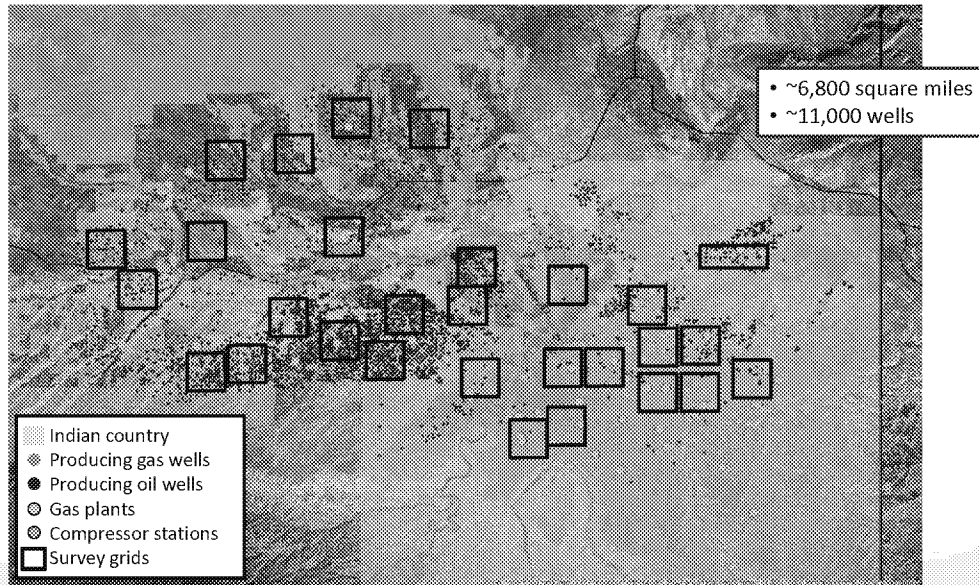 • ~6,800 square miles
• ~11,000 wells
Indian country
Producing gas wells
Producing oil wells
Gas plants
Compressor stations
Survey grids